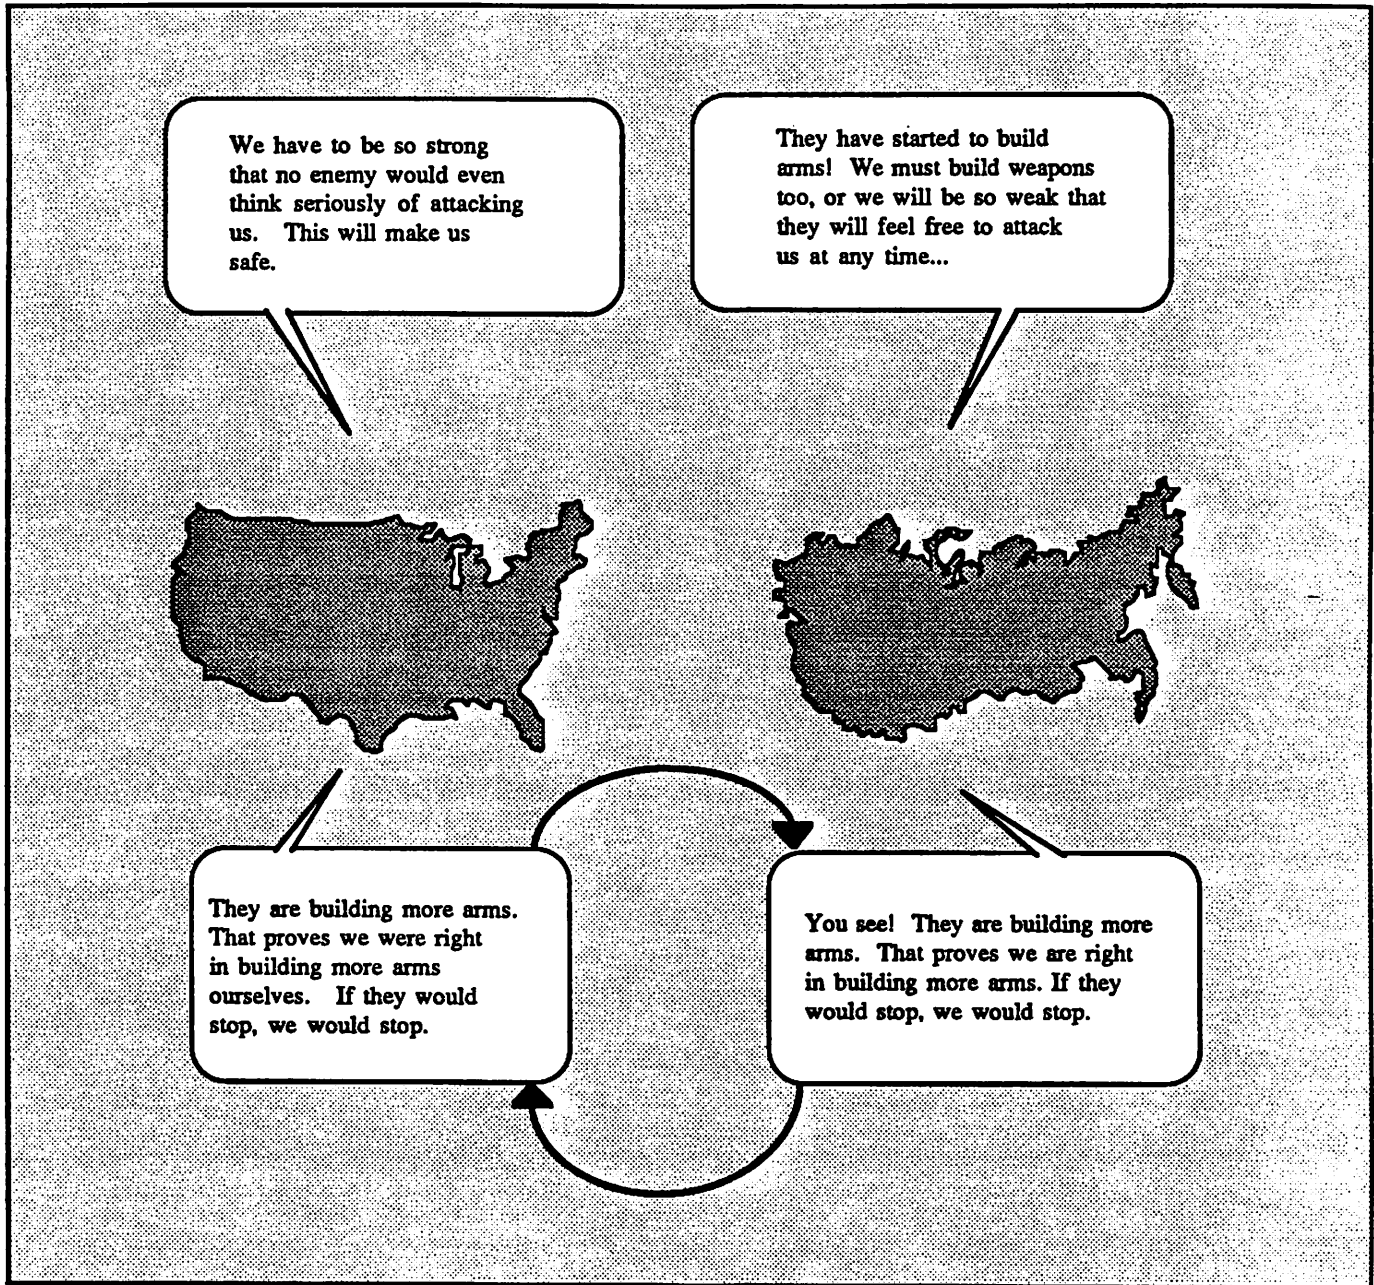 We have to be so strong
that no enemy would even
think seriously of attacking
us. This will make us
safe.
They have started to build
arms! We must build weapons
too, or we will be so weak that
they will feel free to attack
us at any time...
They are building more arms.
That proves we were right
in building more arms
ourselves. If they would
stop, we would stop.
You see! They are building more
arms. That proves we are right
in building more arms. If they
would stop, we would stop.